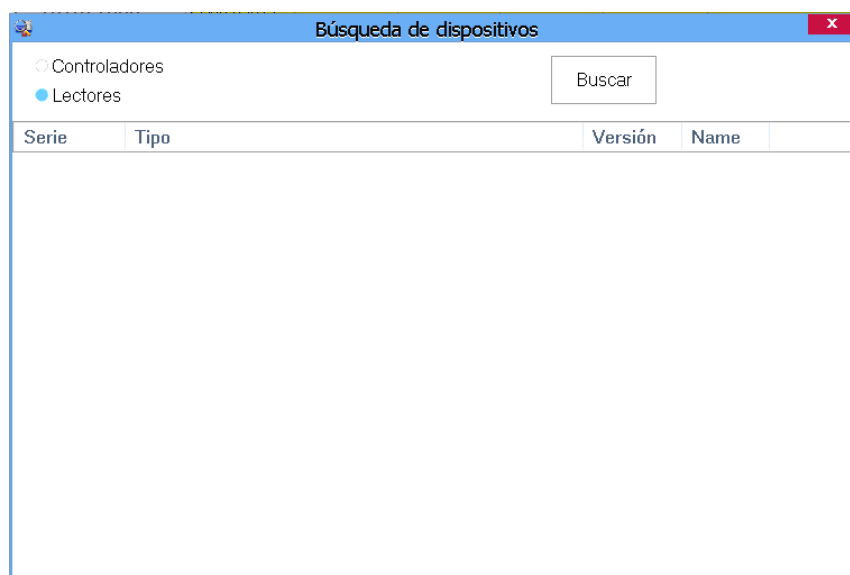 Búsqueda de dispositivos
x
Controladores
Lectores
Buscar
Serie Tipo Versión Name